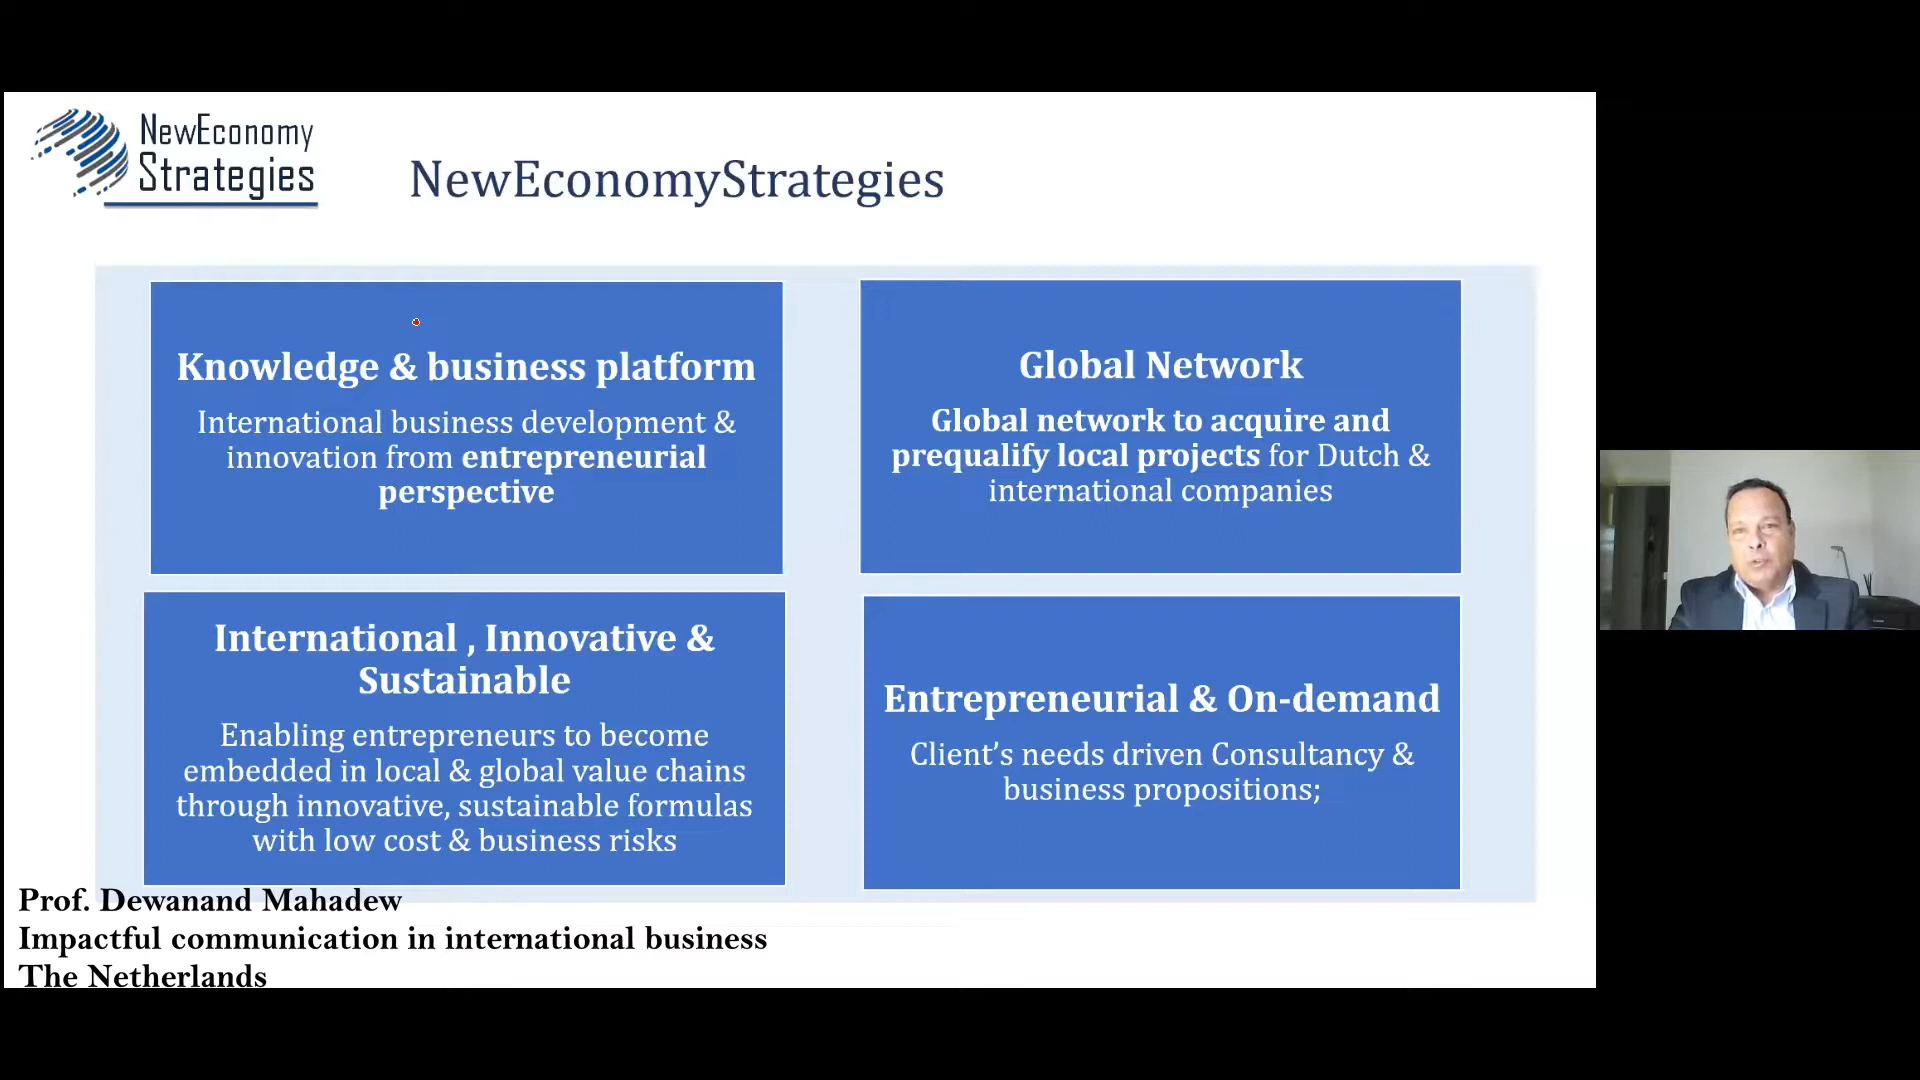 NewEconomy
Strategies
NewEconomyStrategies
Knowledge & business platform
International business development &
innovation from entrepreneurial
perspective
Global Network
Global network to acquire and
prequalify local projects for Dutch &
international companies
International , Innovative &
Sustainable
Enabling entrepreneurs to become
embedded in local & global value chains
through innovative, sustainable formulas
with low cost & business risks
Entrepreneurial & On-demand
Client’s needs driven Consultancy &
business propositions;
Prof. Dewanand Mahadew
Impactful communication in international business
The Netherlands